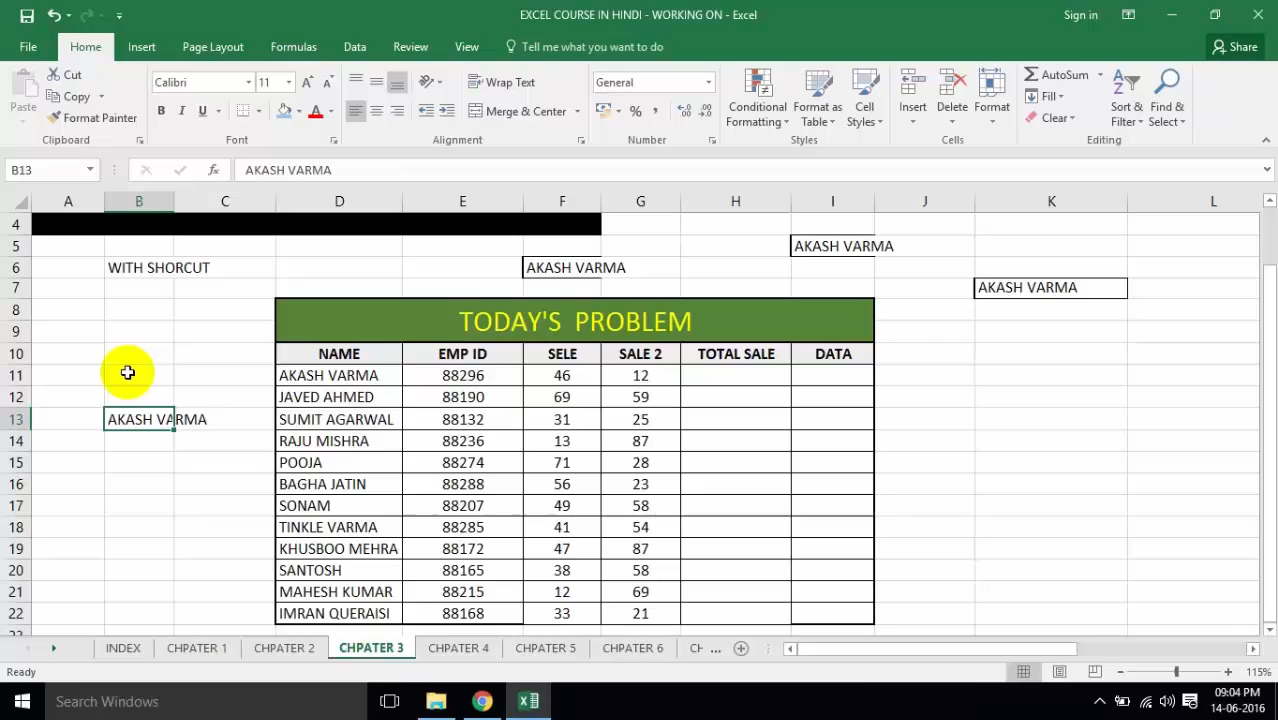 EXCEL COURSE IN HINDI - WORKING ON - Excel
Sign in
File Home Insert Page Layout Formulas Data Review View Tell me what you want to do Share
Paste Cut Copy Format Painter
Calibri 11
B I U A
Wrap Text
Merge & Center
General
% ,
Conditional Formatting
Format as Table
Cell Styles
Insert Delete Format
AutoSum
Fill
Clear
Sort & Filter
Find & Select
Clipboard Font Alignment Number Styles Cells Editing
B13 fx AKASH VARMA
A B C D E F G H I J K L
4
5 AKASH VARMA
6 WITH SHORCUT AKASH VARMA
7 AKASH VARMA
8
TODAY'S PROBLEM
9
10 NAME EMP ID SELE SALE 2 TOTAL SALE DATA
11 AKASH VARMA 88296 46 12
12 JAVED AHMED 88190 69 59
13 AKASH VARMA SUMIT AGARWAL 88132 31 25
14 RAJU MISHRA 88236 13 87
15 POOJA 88274 71 28
16 BAGHA JATIN 88288 56 23
17 SONAM 88207 49 58
18 TINKLE VARMA 88285 41 54
19 KHUSBOO MEHRA 88172 47 87
20 SANTOSH 88165 38 58
21 MAHESH KUMAR 88215 12 69
22 IMRAN QUERAISI 88168 33 21
INDEX CHPATER 1 CHPATER 2 CHPATER 3 CHPATER 4 CHPATER 5 CHPATER 6 CH ...
Ready 115%
Search Windows
09:04 PM
14-06-2016